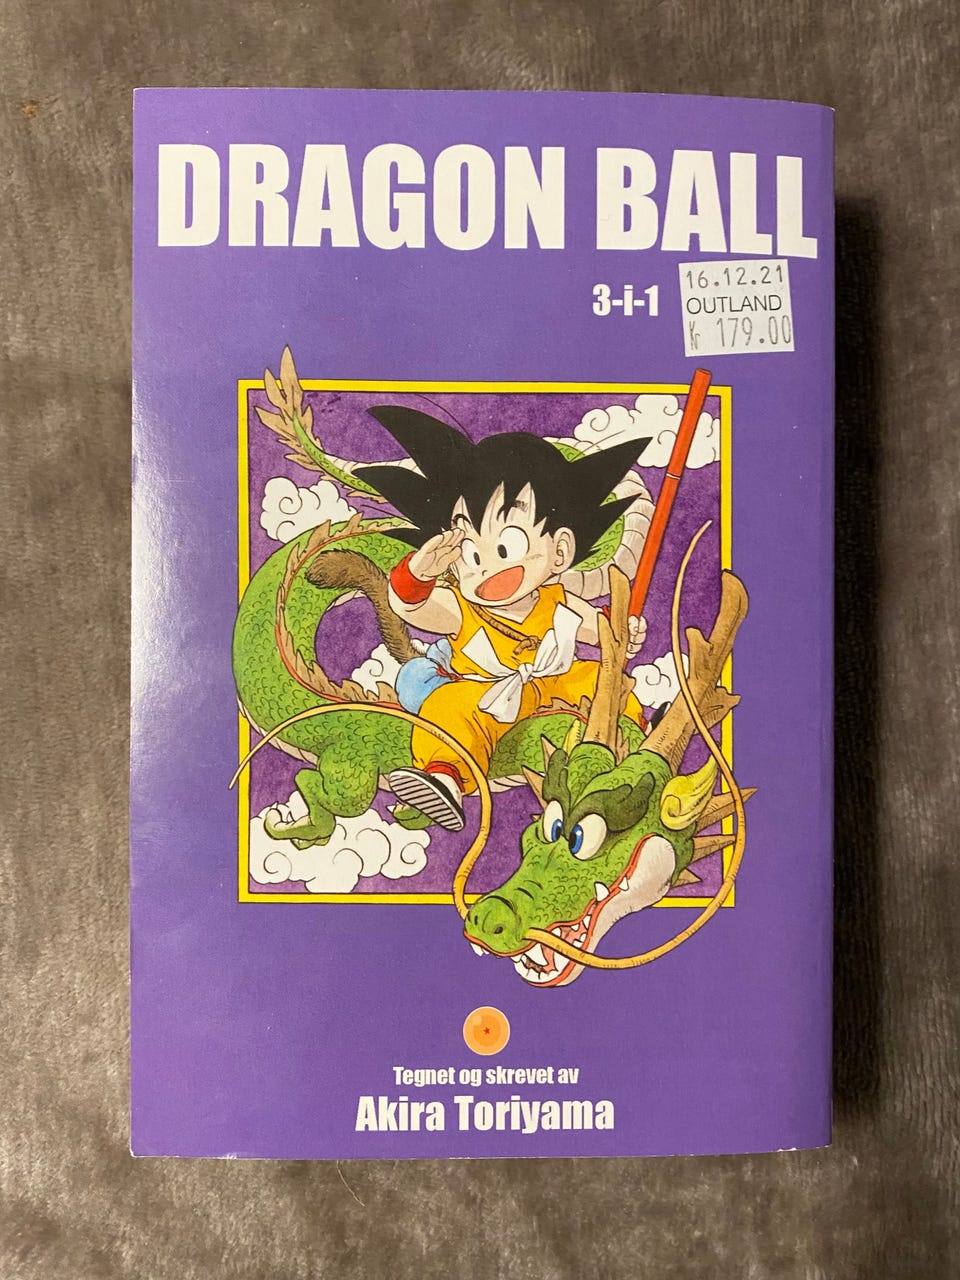 DRAGON BALL
3-i-1
16.12.21
OUTLAND
Kr 179.00
Tegnet og skrevet av
Akira Toriyama